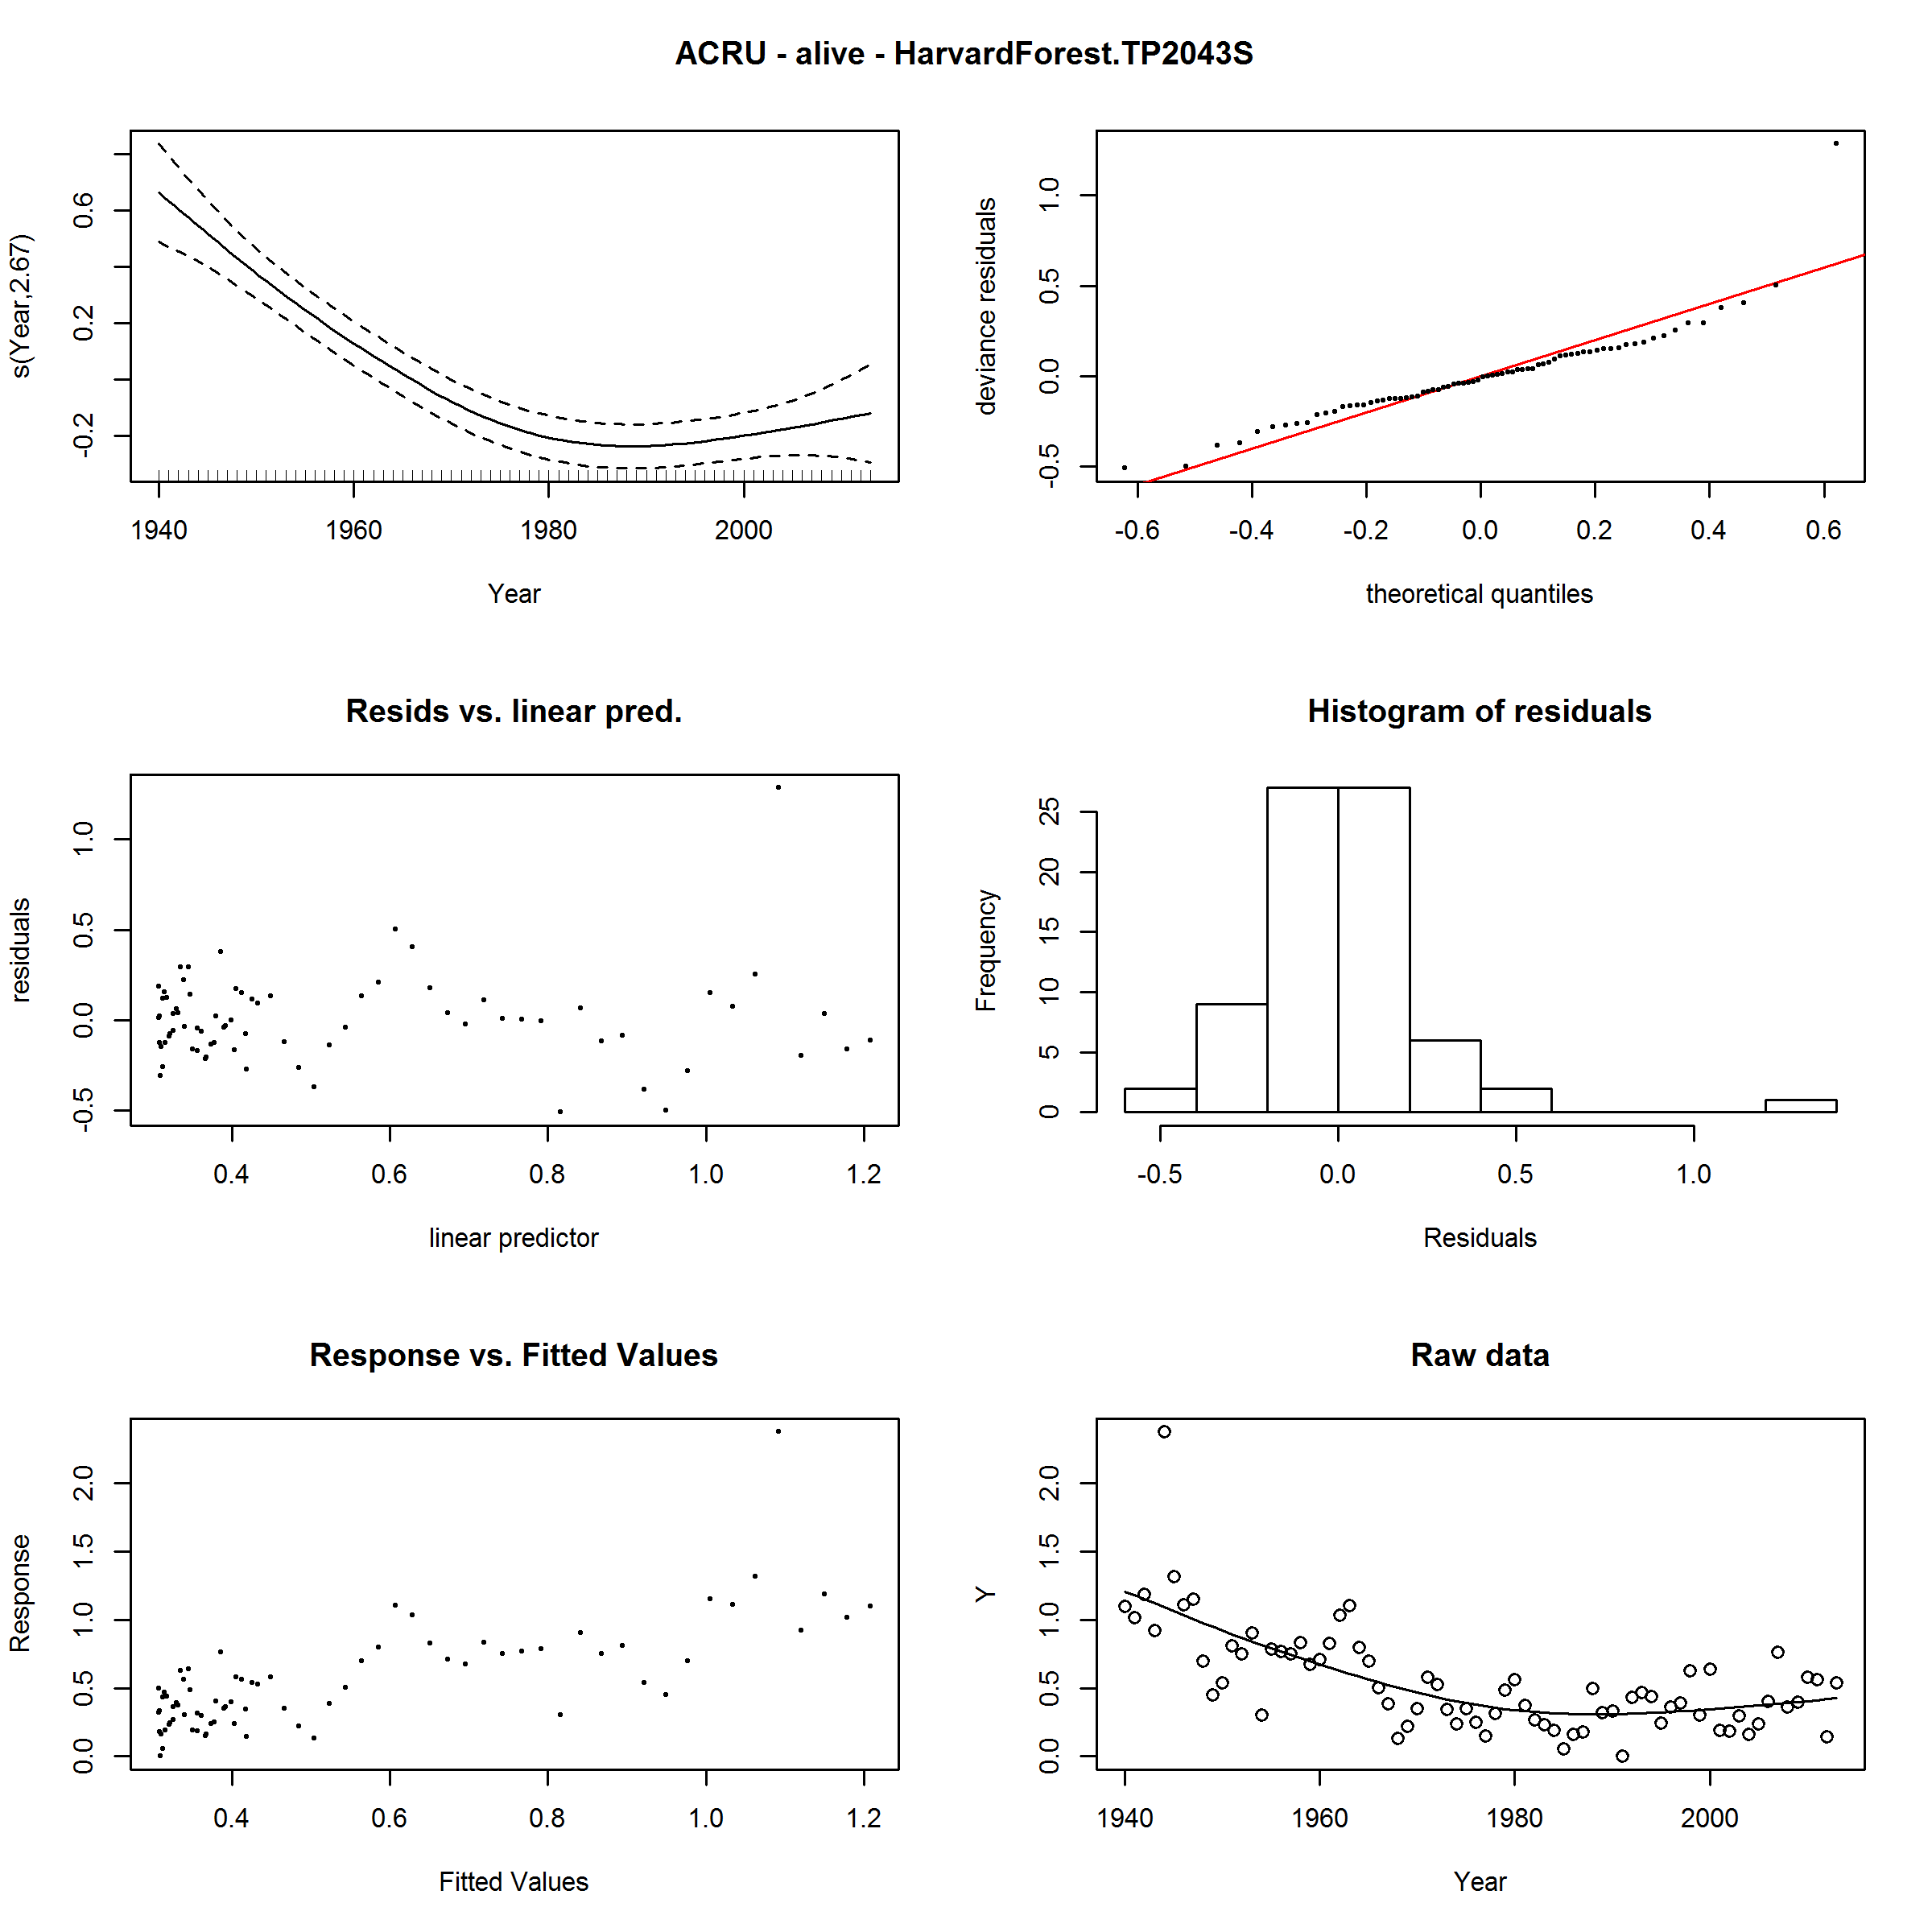 ACRU - alive - HarvardForest.TP2043S
s(Year,2.67)
-0.2 0.2 0.6
1940 1960 1980 2000
Year
deviance residuals
-0.5 0.0 0.5 1.0
-0.6 -0.4 -0.2 0.0 0.2 0.4 0.6
theoretical quantiles
Resids vs. linear pred.
residuals
-0.5 0.0 0.5 1.0
0.4 0.6 0.8 1.0 1.2
linear predictor
Histogram of residuals
Frequency
0 5 10 15 20 25
-0.5 0.0 0.5 1.0
Residuals
Response vs. Fitted Values
Response
0.0 0.5 1.0 1.5 2.0
0.4 0.6 0.8 1.0 1.2
Fitted Values
Raw data
Y
0.0 0.5 1.0 1.5 2.0
1940 1960 1980 2000
Year